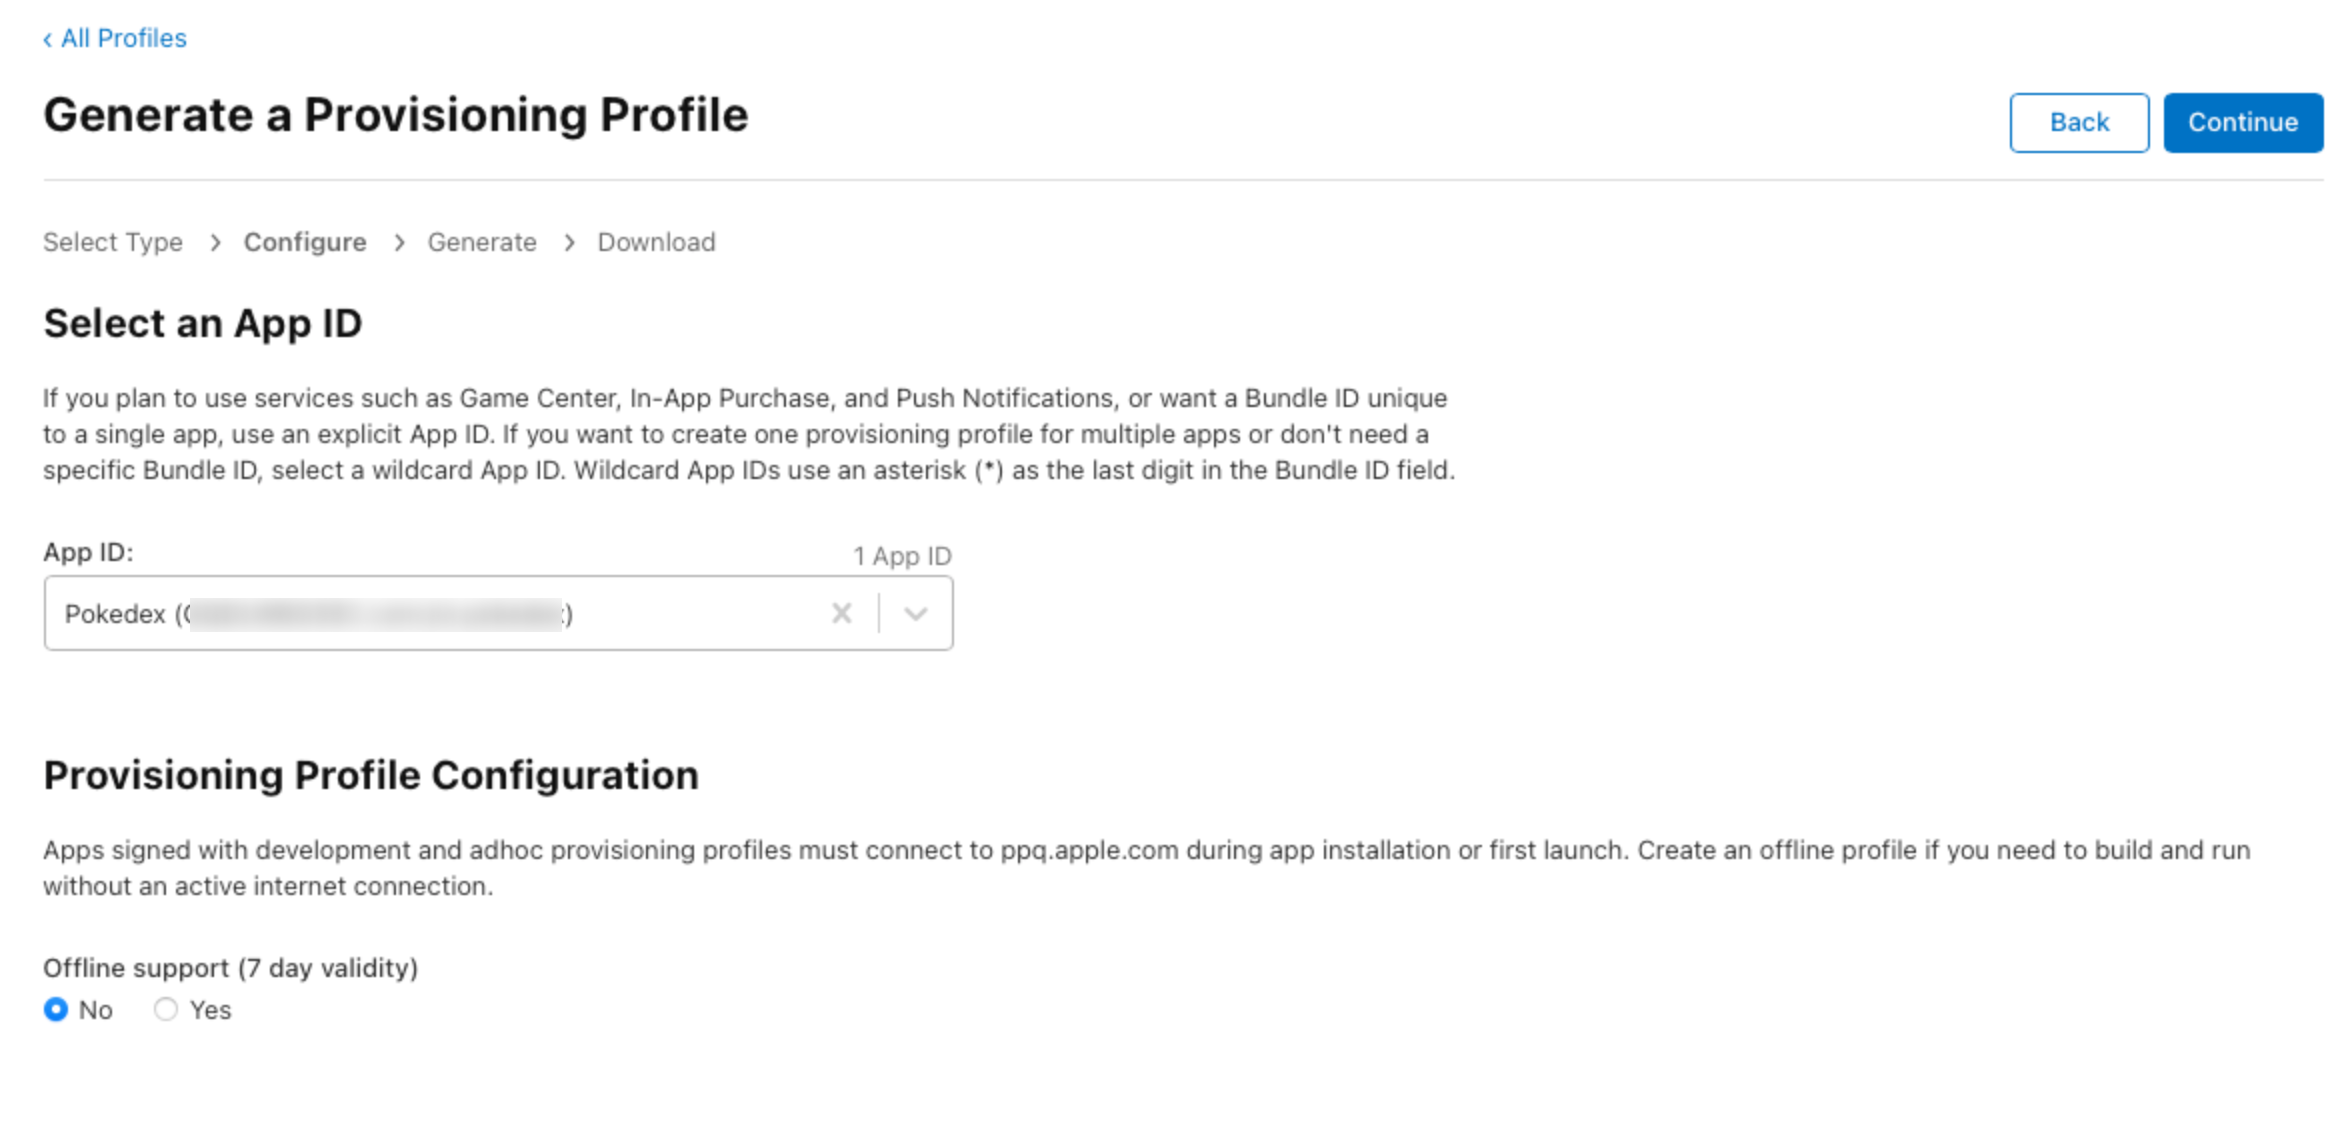 ‹ All Profiles
Generate a Provisioning Profile
Back
Continue
Select Type > Configure > Generate > Download
Select an App ID
If you plan to use services such as Game Center, In-App Purchase, and Push Notifications, or want a Bundle ID unique
to a single app, use an explicit App ID. If you want to create one provisioning profile for multiple apps or don't need a
specific Bundle ID, select a wildcard App ID. Wildcard App IDs use an asterisk (*) as the last digit in the Bundle ID field.
App ID:
1 App ID
Pokedex
Provisioning Profile Configuration
Apps signed with development and adhoc provisioning profiles must connect to ppq.apple.com during app installation or first launch. Create an offline profile if you need to build and run
without an active internet connection.
Offline support (7 day validity)
No
Yes